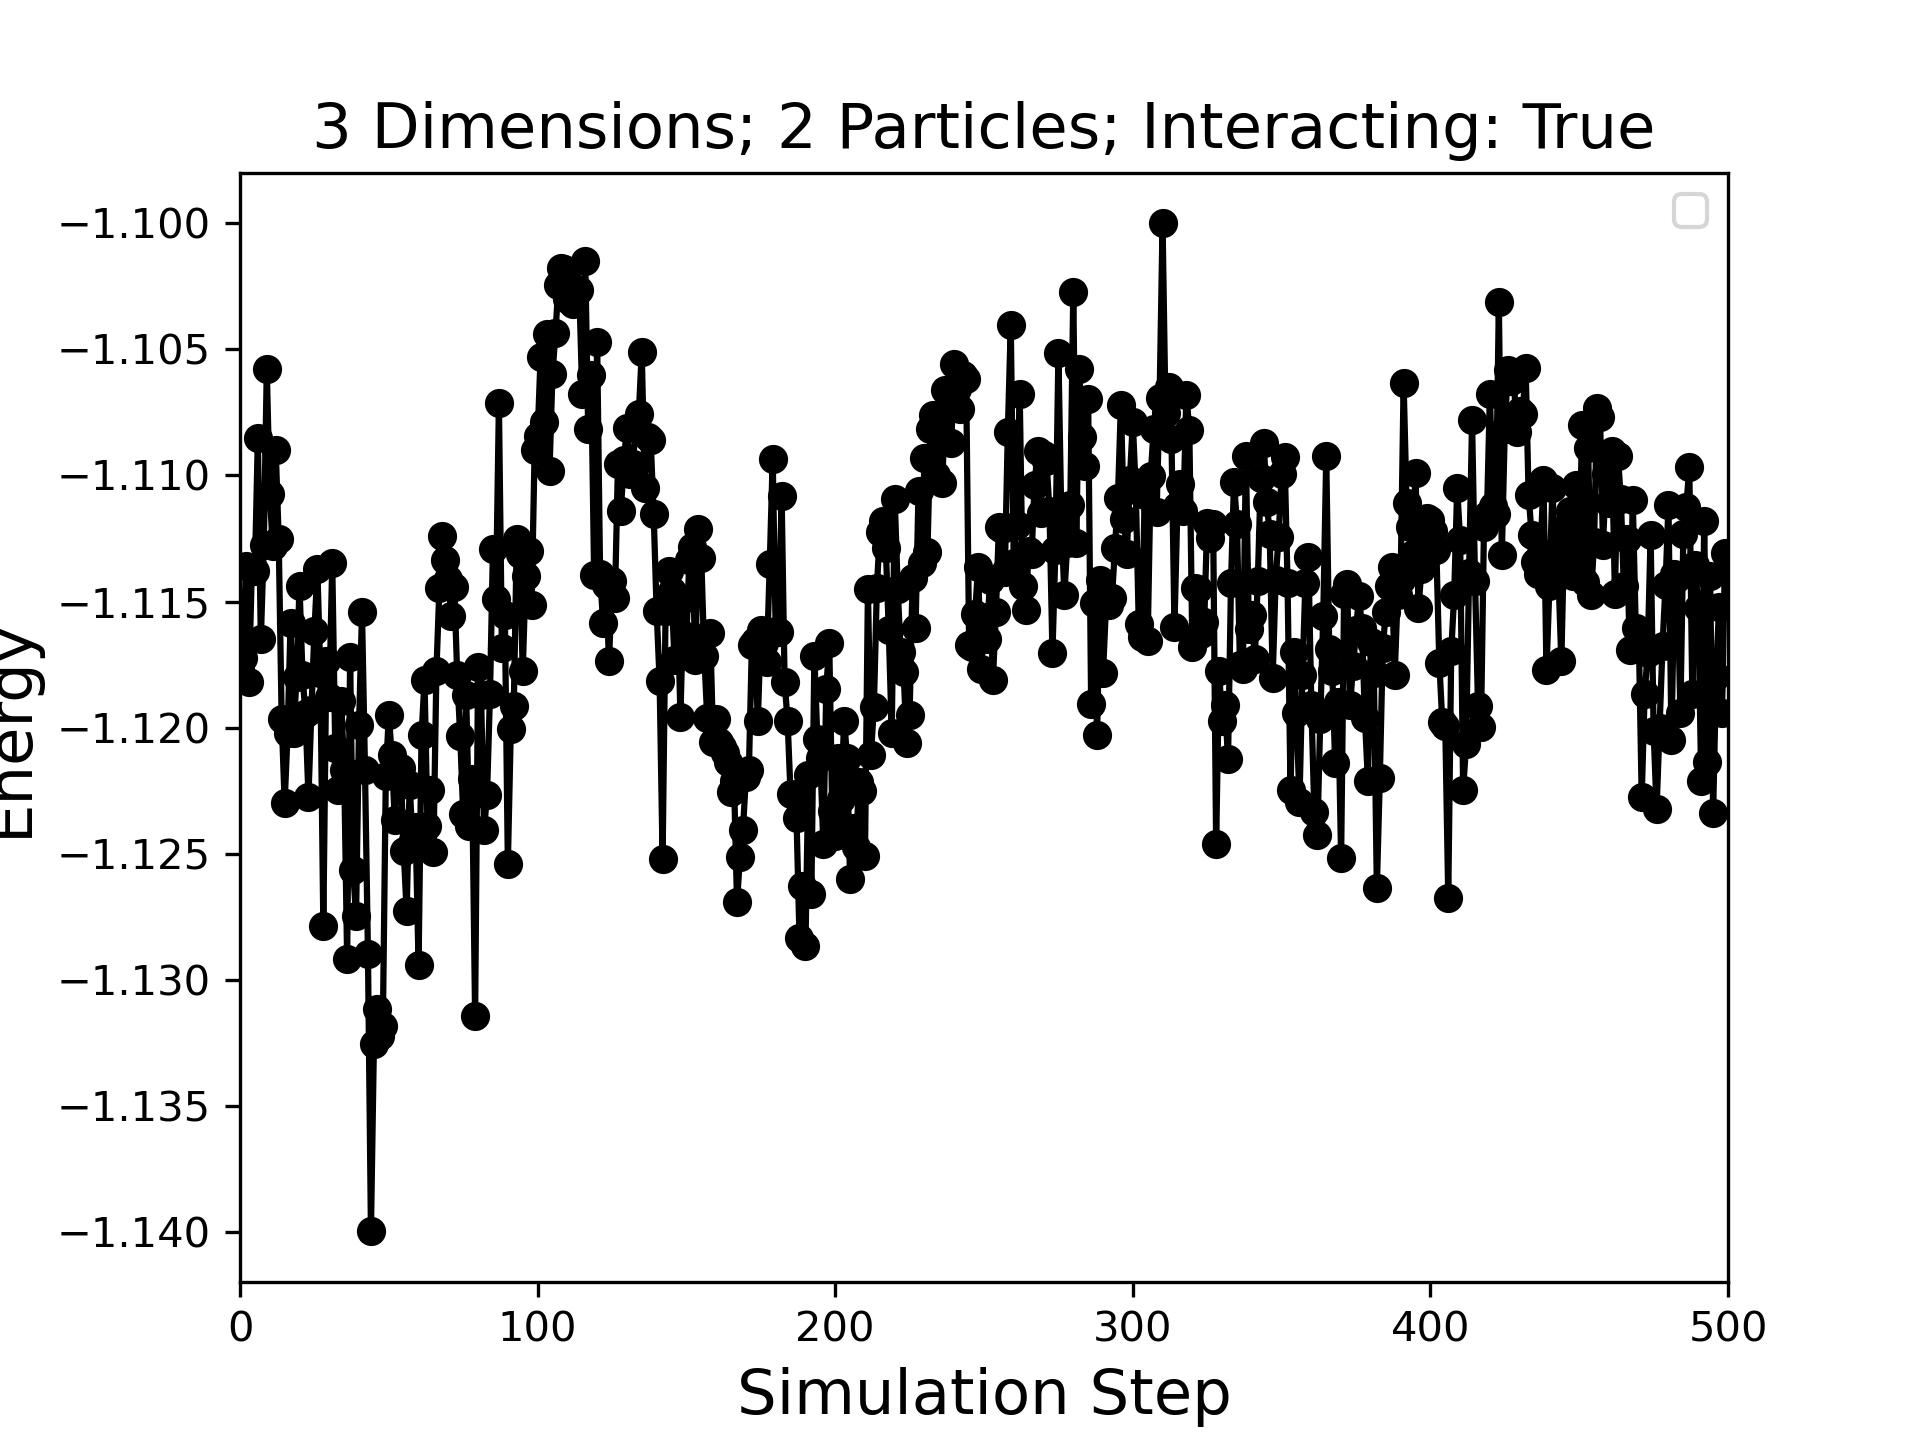 3 Dimensions; 2 Particles; Interacting: True
−1.100
−1.105
−1.110
−1.115
−1.120
−1.125
−1.130
−1.135
−1.140
Energy
0 100 200 300 400 500
Simulation Step